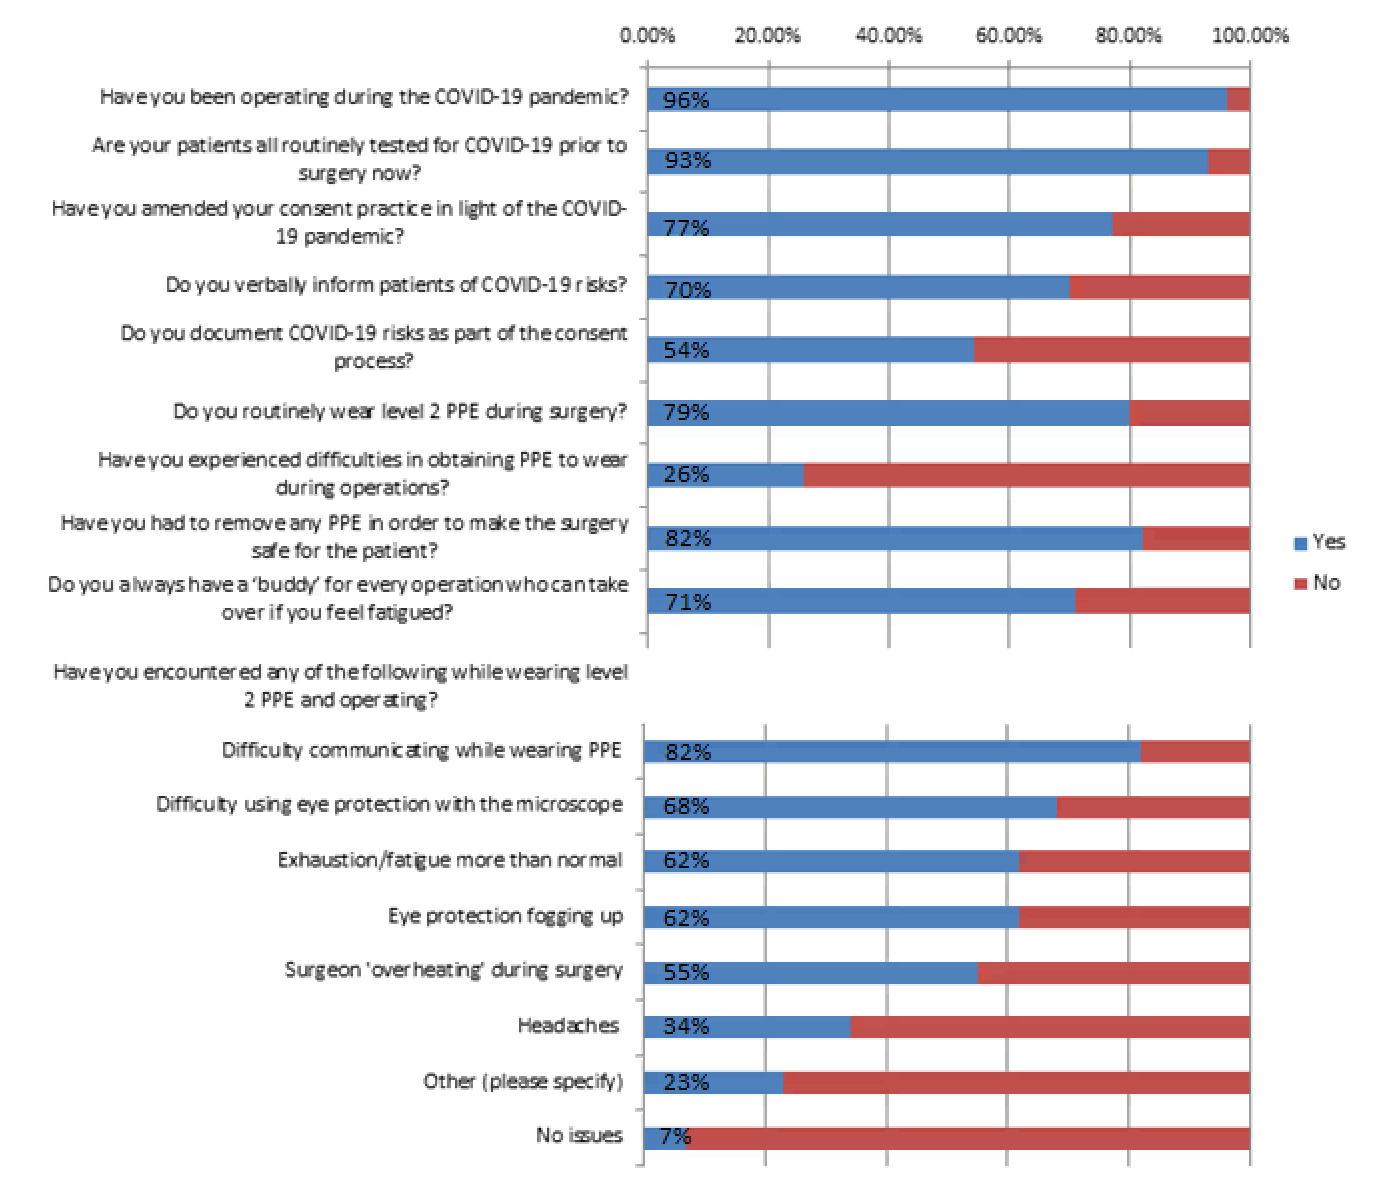 0.00% 20.00% 40.00% 60.00% 80.00% 100.00%
Have you been operating during the COVID-19 pandemic?
96%
Are your patients all routinely tested for COVID-19 prior to
surgery now?
93%
Have you amended your consent practice in light of the COVID-
19 pandemic?
77%
Do you verbally inform patients of COVID-19 risks?
70%
Do you document COVID-19 risks as part of the consent
process?
54%
Do you routinely wear level 2 PPE during surgery?
79%
Have you experienced difficulties in obtaining PPE to wear
during operations?
26%
Have you had to remove any PPE in order to make the surgery
safe for the patient?
82%
Do you always have a ‘buddy’ for every operation who can take
over if you feel fatigued?
71%
Yes
No
Have you encountered any of the following while wearing level
2 PPE and operating?
Difficulty communicating while wearing PPE
82%
Difficulty using eye protection with the microscope
68%
Exhaustion/fatigue more than normal
62%
Eye protection fogging up
62%
Surgeon 'overheating' during surgery
55%
Headaches
34%
Other (please specify)
23%
No issues
7%